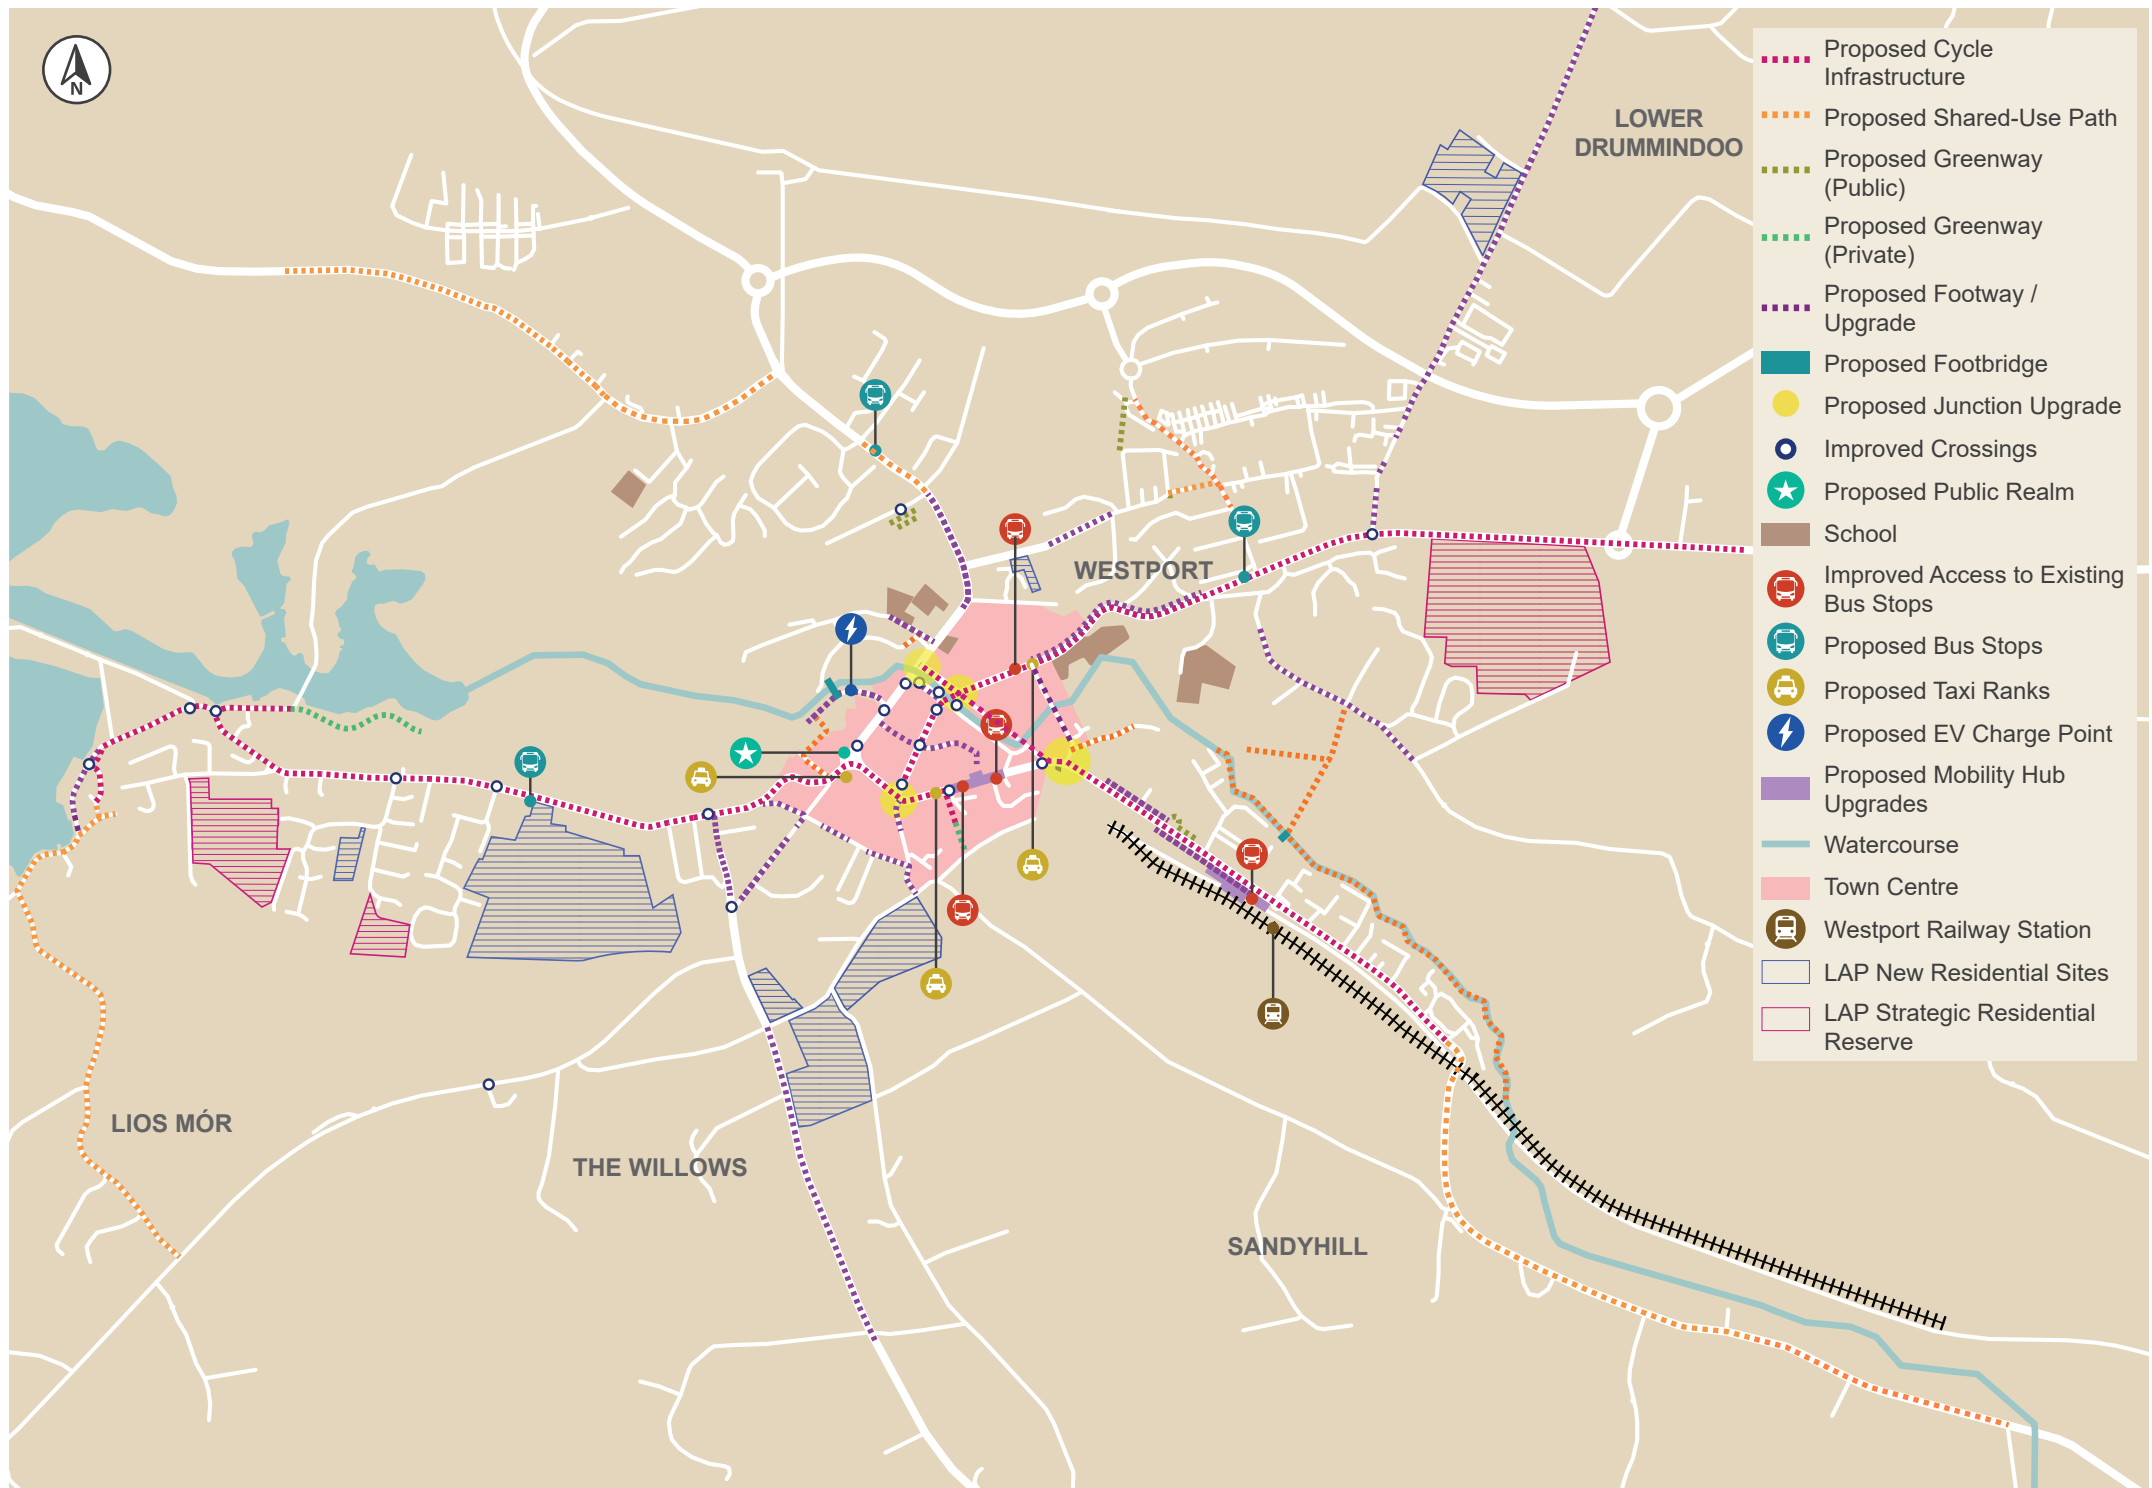 N
LOWER
DRUMMINDOO
WESTPORT
LIOS MÓR
THE WILLOWS
SANDYHILL
Proposed Cycle
Infrastructure
Proposed Shared-Use Path
Proposed Greenway
(Public)
Proposed Greenway
(Private)
Proposed Footway /
Upgrade
Proposed Footbridge
Proposed Junction Upgrade
Improved Crossings
Proposed Public Realm
School
Improved Access to Existing
Bus Stops
Proposed Bus Stops
Proposed Taxi Ranks
Proposed EV Charge Point
Proposed Mobility Hub
Upgrades
Watercourse
Town Centre
Westport Railway Station
LAP New Residential Sites
LAP Strategic Residential
Reserve